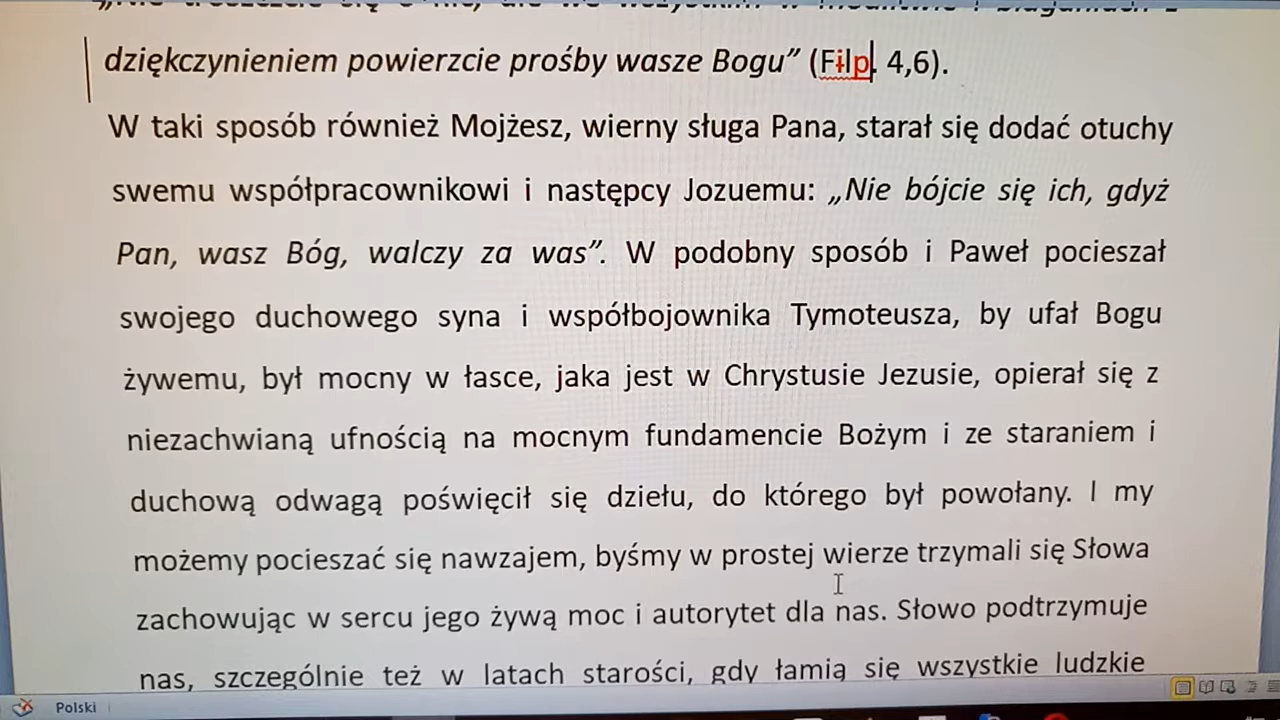 dziękczynieniem powierzcie prośby wasze Bogu” (Filp. 4,6).
W taki sposób również Mojżesz, wierny sługa Pana, starał się dodać otuchy
swemu współpracownikowi i następcy Jozuemu: „Nie bójcie się ich, gdyż
Pan, wasz Bóg, walczy za was”. W podobny sposób i Paweł pocieszał
swojego duchowego syna i współbojownika Tymoteusza, by ufał Bogu
żywemu, był mocny w łasce, jaka jest w Chrystusie Jezusie, opierał się z
niezachwianą ufnością na mocnym fundamencie Bożym i ze staraniem i
duchową odwagą poświęcił się dziełu, do którego był powołany. I my
możemy pocieszać się nawzajem, byśmy w prostej wierze trzymali się Słowa
zachowując w sercu jego żywą moc i autorytet dla nas. Słowo podtrzymuje
nas, szczególnie też w latach starości, gdy łamią się wszystkie ludzkie
Polski